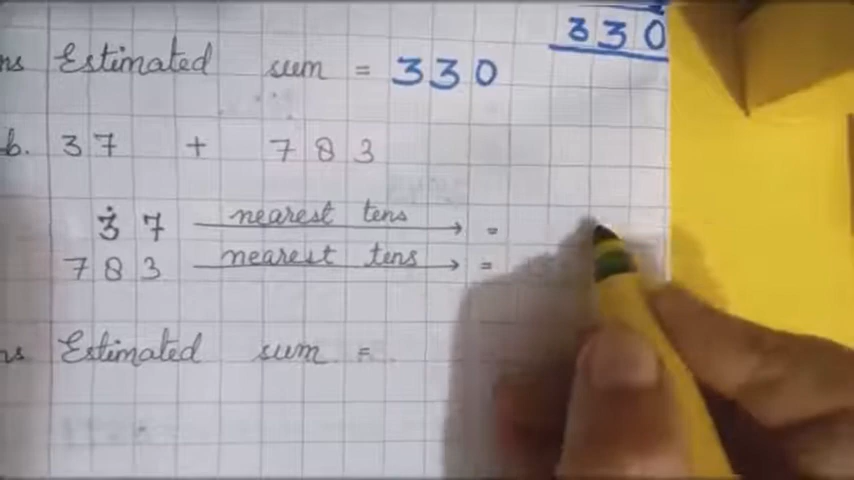 330
ns Estimated sum = 330
b. 37 + 783
37 nearest tens =
783 nearest tens =
ns Estimated sum =